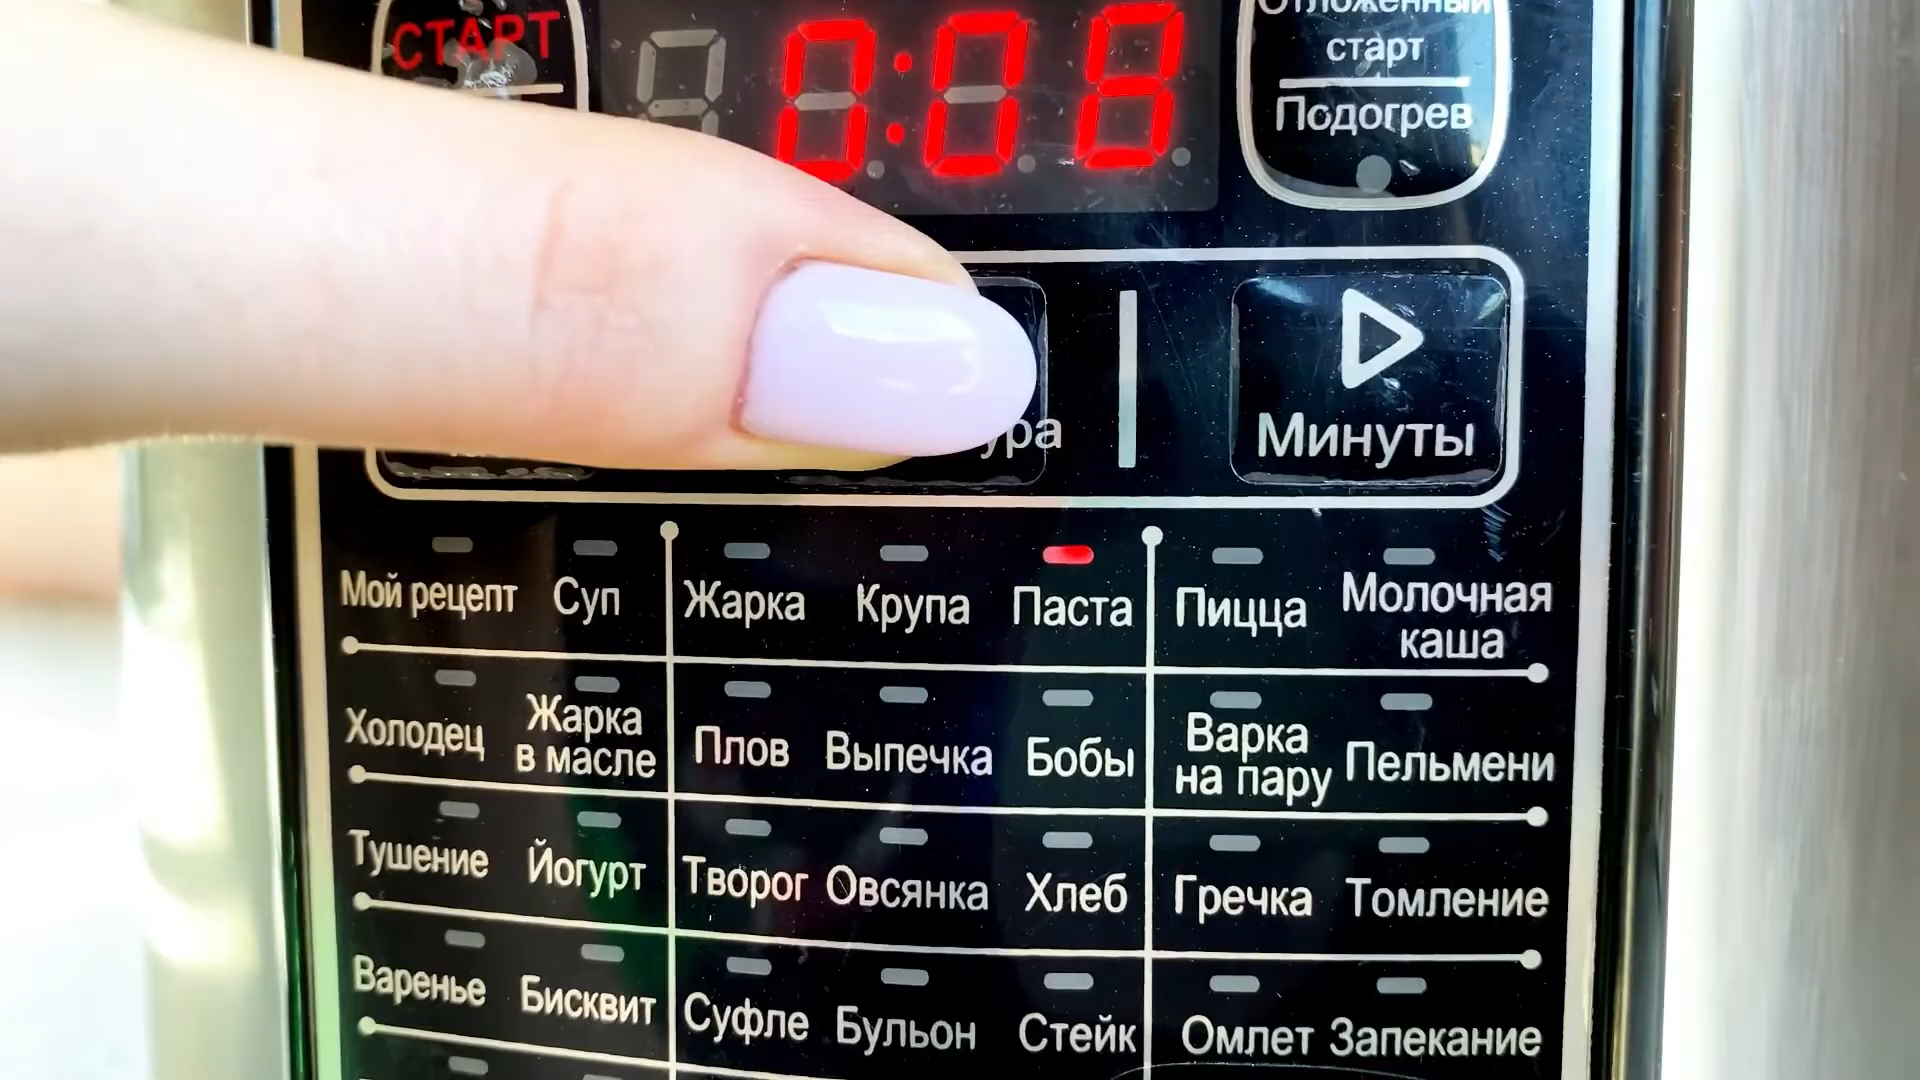 СТАРТ
0:08
Отложенный
старт
Подогрев
Минуты
Мой рецепт Суп Жарка Крупа Паста Пицца Молочная
каша
Холодец Жарка
в масле Плов Выпечка Бобы Варка
на пару Пельмени
Тушение Йогурт Творог Овсянка Хлеб Гречка Томление
Варенье Бисквит Суфле Бульон Стейк Омлет Запекание